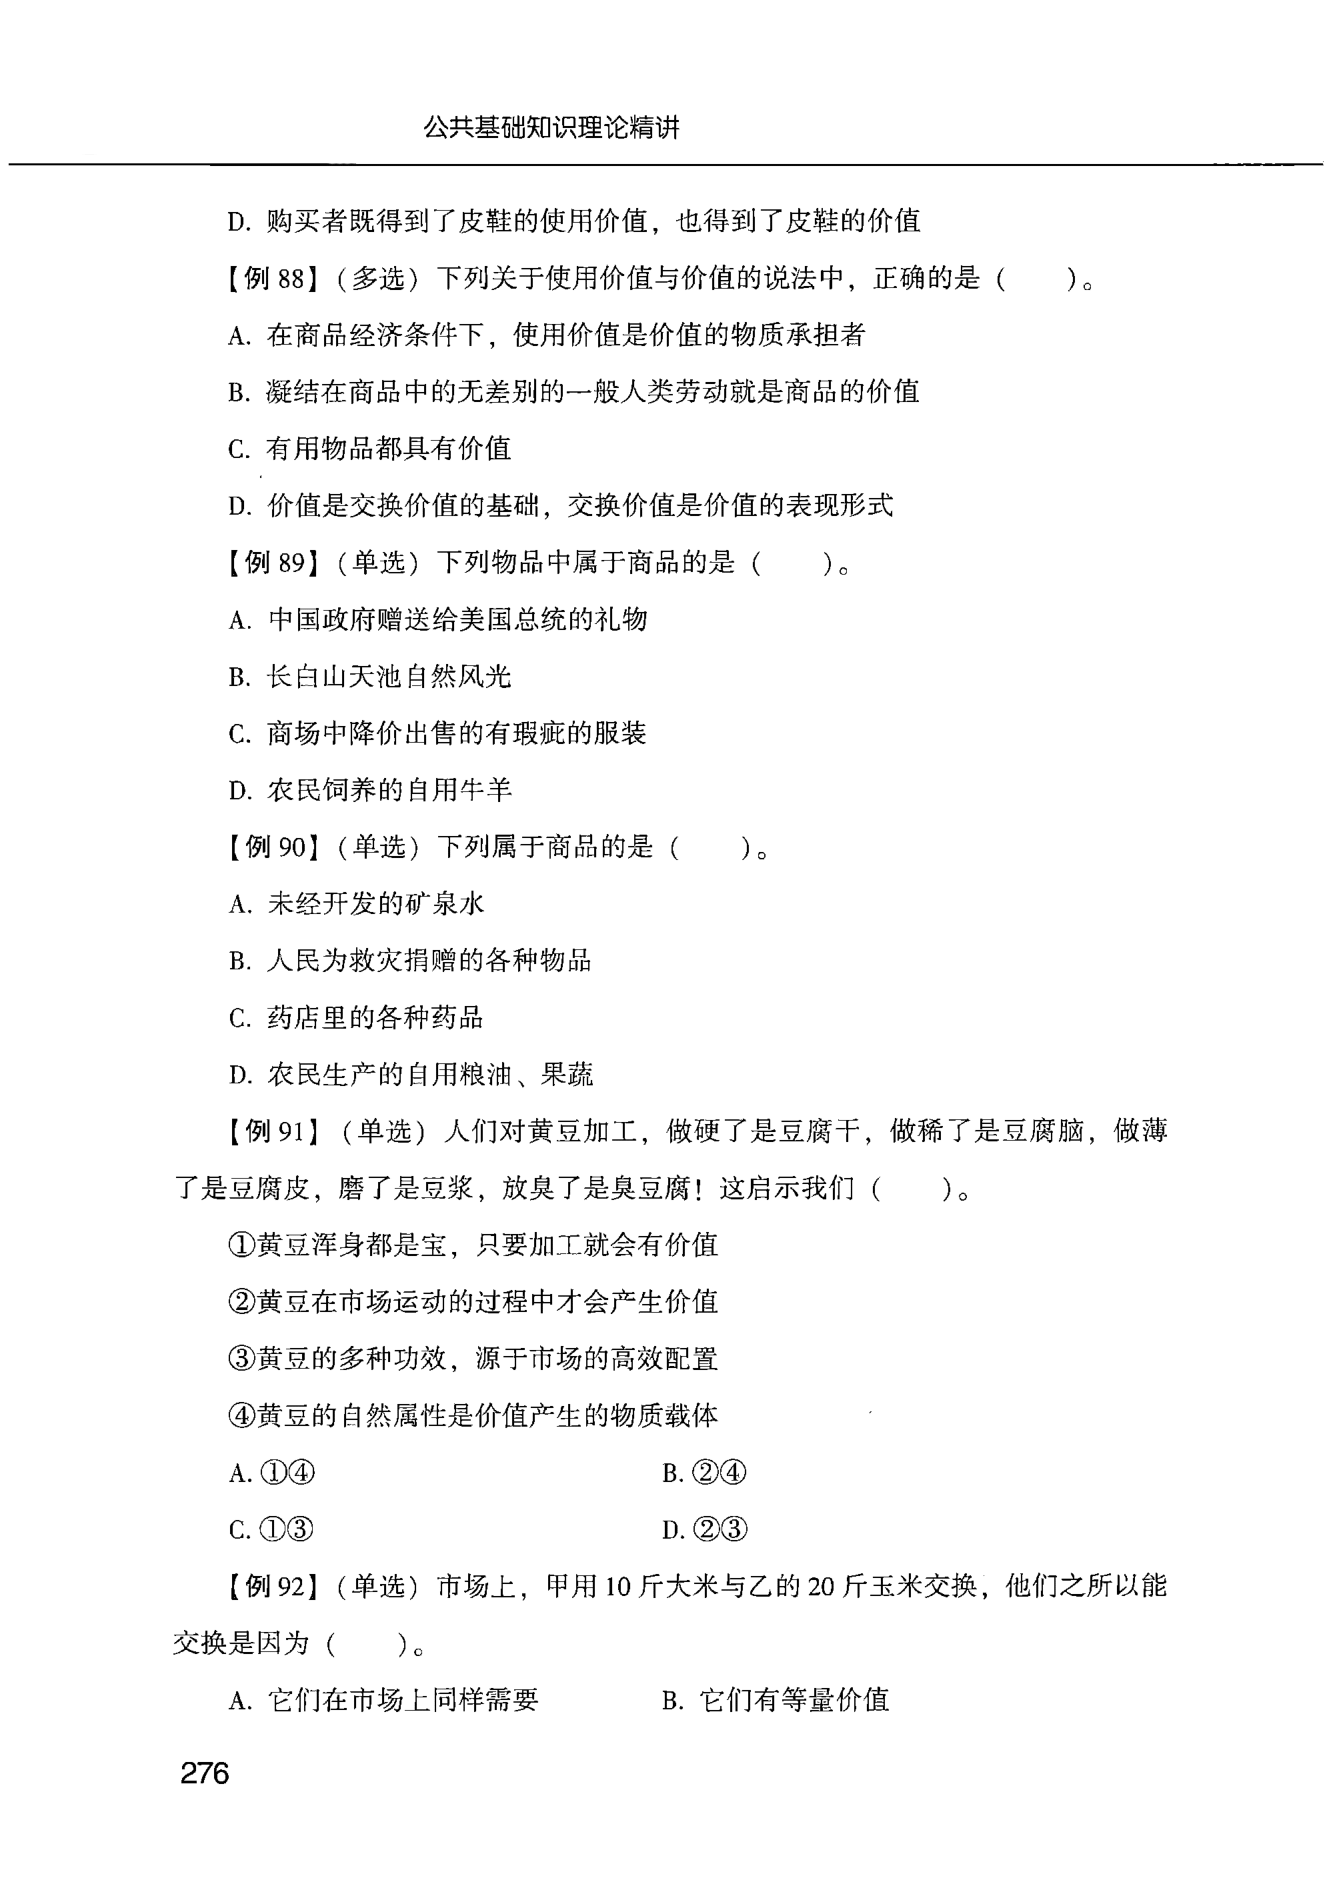 公共基础知识理论精讲
D. 购买者既得到了皮鞋的使用价值，也得到了皮鞋的价值
【例 88】（多选）下列关于使用价值与价值的说法中，正确的是（　　）。
A. 在商品经济条件下，使用价值是价值的物质承担者
B. 凝结在商品中的无差别的一般人类劳动就是商品的价值
C. 有用物品都具有价值
D. 价值是交换价值的基础，交换价值是价值的表现形式
【例 89】（单选）下列物品中属于商品的是（　　）。
A. 中国政府赠送给美国总统的礼物
B. 长白山天池自然风光
C. 商场中降价出售的有瑕疵的服装
D. 农民饲养的自用牛羊
【例 90】（单选）下列属于商品的是（　　）。
A. 未经开发的矿泉水
B. 人民为救灾捐赠的各种物品
C. 药店里的各种药品
D. 农民生产的自用粮油、果蔬
【例 91】（单选）人们对黄豆加工，做硬了是豆腐干，做稀了是豆腐脑，做薄
了是豆腐皮，磨了是豆浆，放臭了是臭豆腐！这启示我们（　　）。
①黄豆浑身都是宝，只要加工就会有价值
②黄豆在市场运动的过程中才会产生价值
③黄豆的多种功效，源于市场的高效配置
④黄豆的自然属性是价值产生的物质载体
A. ①④　　B. ②④
C. ①③　　D. ②③
【例 92】（单选）市场上，甲用 10 斤大米与乙的 20 斤玉米交换，他们之所以能
交换是因为（　　）。
A. 它们在市场上同样需要　　B. 它们有等量价值
276